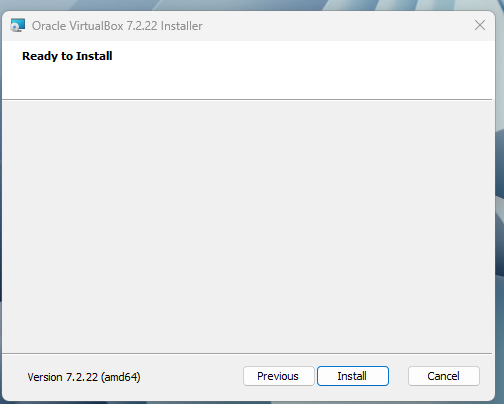 Oracle VirtualBox 7.2.22 Installer
Ready to Install
Version 7.2.22 (amd64)
Previous
Install
Cancel